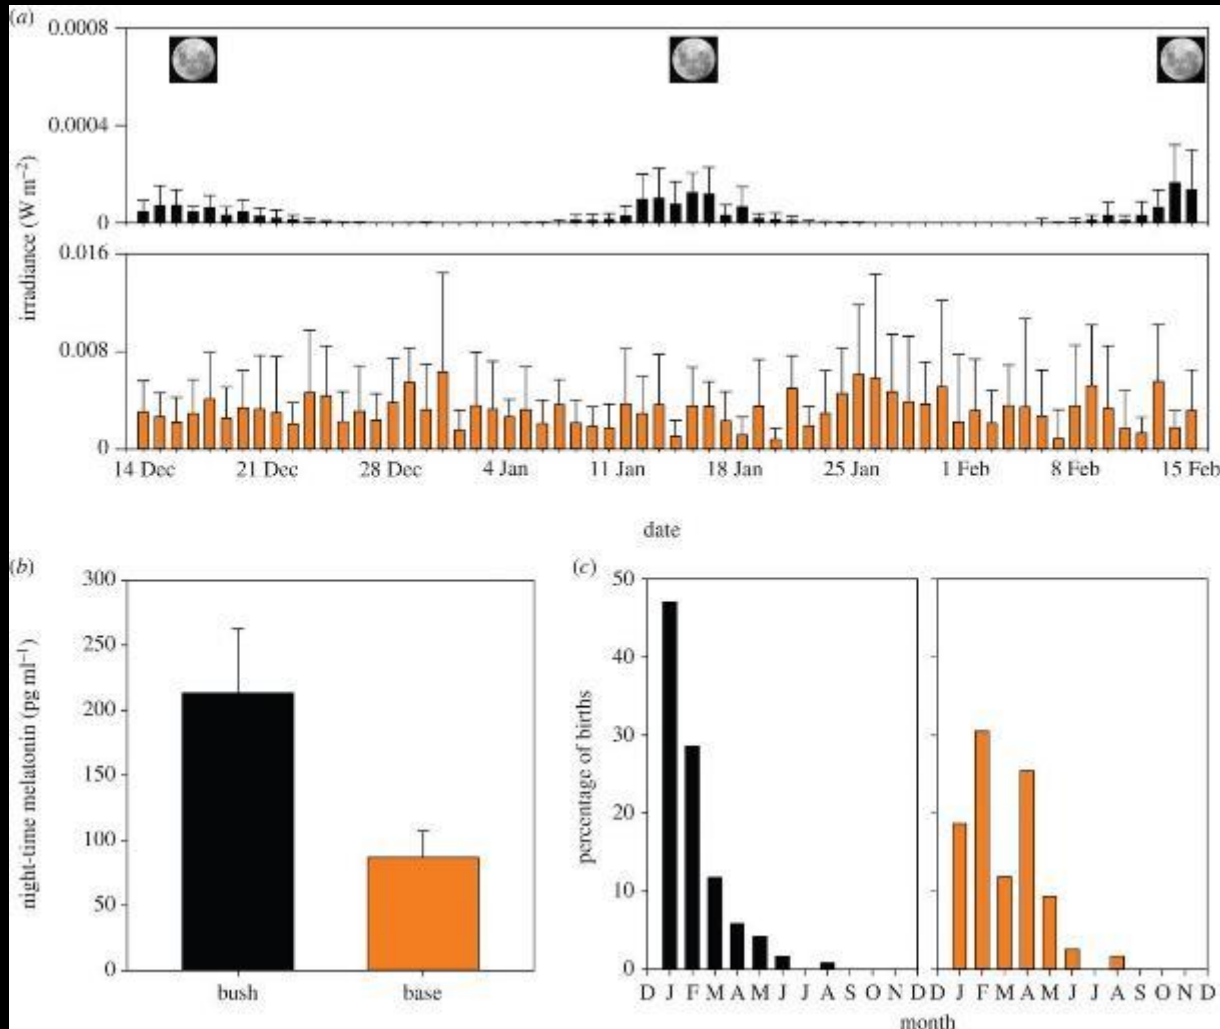 (a)
0.0008
0.0004
0
irradiance (W m⁻²)
0.016
0.008
0
14 Dec 21 Dec 28 Dec 4 Jan 11 Jan 18 Jan 25 Jan 1 Feb 8 Feb 15 Feb
date
(b)
300
250
200
150
100
50
0
night-time melatonin (pg ml⁻¹)
bush base
(c)
50
40
30
20
10
0
percentage of births
D J F M A M J J A S O N D D J F M A M J J A S O N D
month